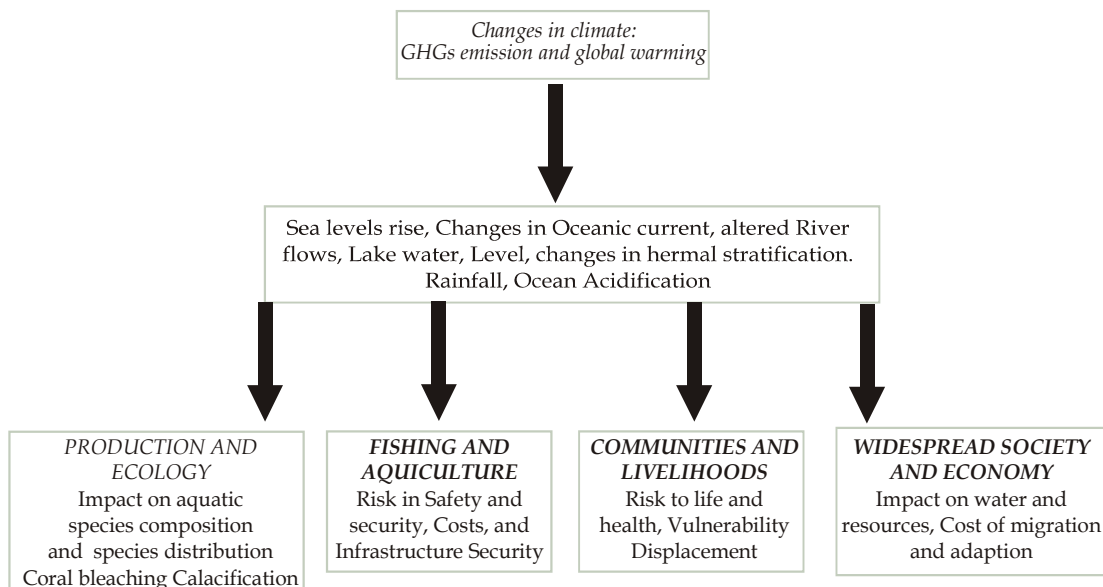 Changes in climate:
GHGs emission and global warming
Sea levels rise, Changes in Oceanic current, altered River
flows, Lake water, Level, changes in hermal stratification.
Rainfall, Ocean Acidification
PRODUCTION AND
ECOLOGY
Impact on aquatic
species composition
and species distribution
Coral bleaching Calacification
FISHING AND
AQUICULTURE
Risk in Safety and
security, Costs, and
Infrastructure Security
COMMUNITIES AND
LIVELIHOODS
Risk to life and
health, Vulnerability
Displacement
WIDESPREAD SOCIETY
AND ECONOMY
Impact on water and
resources, Cost of migration
and adaption